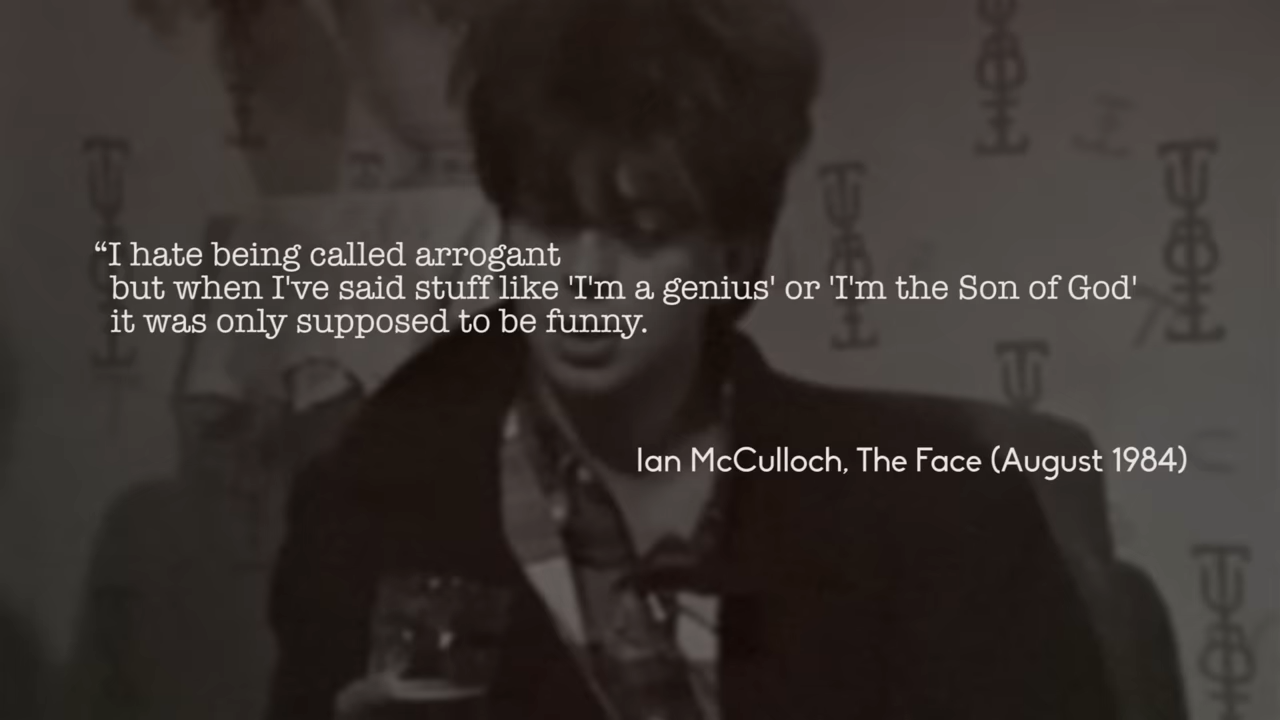 “I hate being called arrogant
but when I've said stuff like 'I'm a genius' or 'I'm the Son of God'
it was only supposed to be funny.
Ian McCulloch, The Face (August 1984)